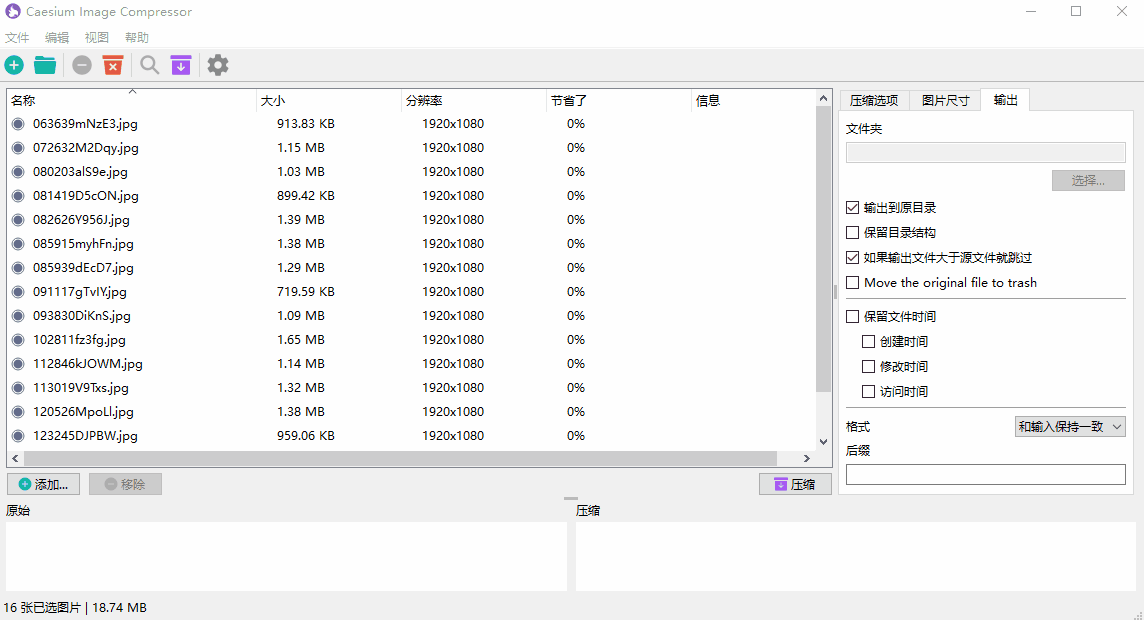 Caesium Image Compressor
文件 编辑 视图 帮助
名称 大小 分辨率 节省了 信息
063639mNzE3.jpg 913.83 KB 1920x1080 0%
072632M2Dqy.jpg 1.15 MB 1920x1080 0%
080203alS9e.jpg 1.03 MB 1920x1080 0%
081419D5cON.jpg 899.42 KB 1920x1080 0%
082626Y956J.jpg 1.39 MB 1920x1080 0%
085915myhFn.jpg 1.38 MB 1920x1080 0%
085939dEcD7.jpg 1.29 MB 1920x1080 0%
091117gTvIY.jpg 719.59 KB 1920x1080 0%
093830DiKnS.jpg 1.09 MB 1920x1080 0%
102811fz3fg.jpg 1.65 MB 1920x1080 0%
112846kJOWM.jpg 1.14 MB 1920x1080 0%
113019V9Txs.jpg 1.32 MB 1920x1080 0%
120526MpoLl.jpg 1.38 MB 1920x1080 0%
123245DJPBW.jpg 959.06 KB 1920x1080 0%
添加... 移除 压缩
压缩选项 图片尺寸 输出
文件夹
选择...
输出到原目录
保留目录结构
如果输出文件大于源文件就跳过
Move the original file to trash
保留文件时间
创建时间
修改时间
访问时间
格式 和输入保持一致
后缀
原始 压缩
16 张已选图片 | 18.74 MB